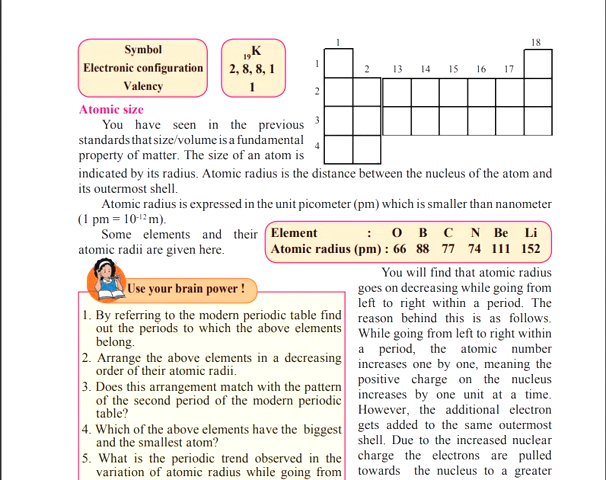 Symbol
Electronic configuration
Valency
₁₉K
2, 8, 8, 1
1
1
18
1
2 13 14 15 16 17
2
3
4
Atomic size
You have seen in the previous
standards that size/volume is a fundamental
property of matter. The size of an atom is
indicated by its radius. Atomic radius is the distance between the nucleus of the atom and
its outermost shell.
Atomic radius is expressed in the unit picometer (pm) which is smaller than nanometer
(1 pm = 10⁻¹² m).
Some elements and their
atomic radii are given here.
Element : O B C N Be Li
Atomic radius (pm) : 66 88 77 74 111 152
Use your brain power !
1. By referring to the modern periodic table find
out the periods to which the above elements
belong.
2. Arrange the above elements in a decreasing
order of their atomic radii.
3. Does this arrangement match with the pattern
of the second period of the modern periodic
table?
4. Which of the above elements have the biggest
and the smallest atom?
5. What is the periodic trend observed in the
variation of atomic radius while going from
You will find that atomic radius
goes on decreasing while going from
left to right within a period. The
reason behind this is as follows.
While going from left to right within
a period, the atomic number
increases one by one, meaning the
positive charge on the nucleus
increases by one unit at a time.
However, the additional electron
gets added to the same outermost
shell. Due to the increased nuclear
charge the electrons are pulled
towards the nucleus to a greater